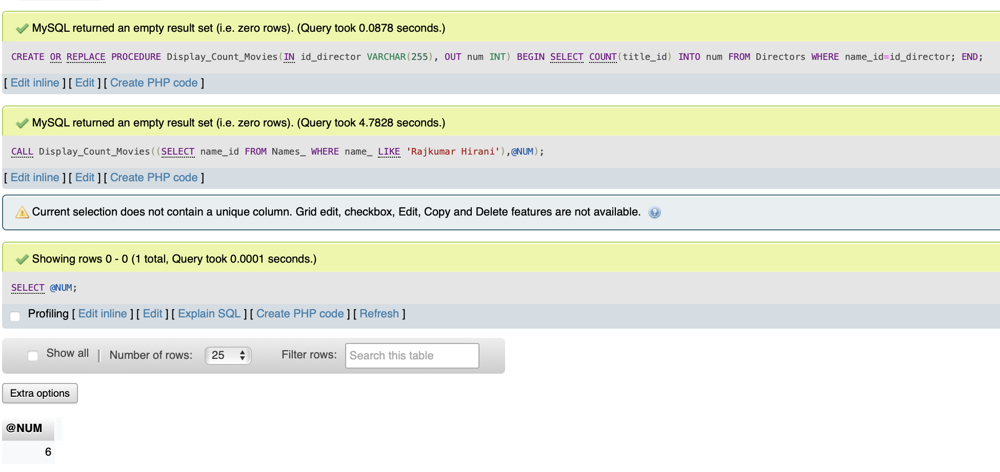 MySQL returned an empty result set (i.e. zero rows). (Query took 0.0878 seconds.)
CREATE OR REPLACE PROCEDURE Display_Count_Movies(IN id_director VARCHAR(255), OUT num INT) BEGIN SELECT COUNT(title_id) INTO num FROM Directors WHERE name_id=id_director; END;
[ Edit inline ] [ Edit ] [ Create PHP code ]
MySQL returned an empty result set (i.e. zero rows). (Query took 4.7828 seconds.)
CALL Display_Count_Movies((SELECT name_id FROM Names_ WHERE name_ LIKE 'Rajkumar Hirani'),@NUM);
[ Edit inline ] [ Edit ] [ Create PHP code ]
Current selection does not contain a unique column. Grid edit, checkbox, Edit, Copy and Delete features are not available.
Showing rows 0 - 0 (1 total, Query took 0.0001 seconds.)
SELECT @NUM;
Profiling [ Edit inline ] [ Edit ] [ Explain SQL ] [ Create PHP code ] [ Refresh ]
Show all | Number of rows: 25 Filter rows: Search this table
Extra options
@NUM
6